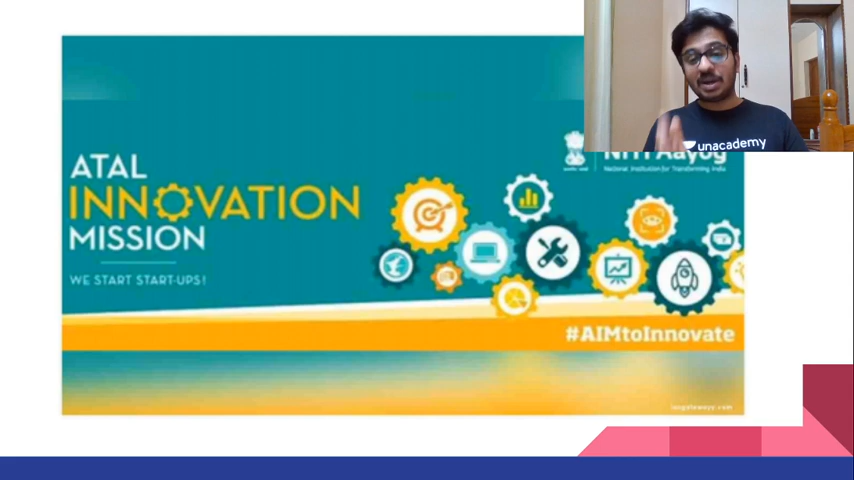 unacademy
NITI Aayog
National Institution for Transforming India
ATAL
INNOVATION
MISSION
WE START START-UPS!
#AIMtoInnovate